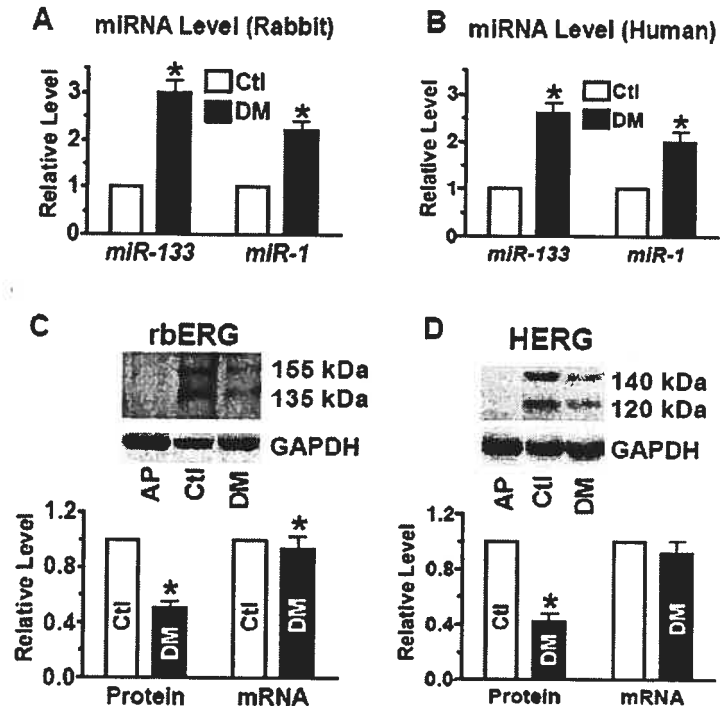 A
miRNA Level (Rabbit)
Relative Level
3
2
1
0
*
*
Ctl
DM
miR-133
miR-1
B
miRNA Level (Human)
Relative Level
3
2
1
0
*
*
Ctl
DM
miR-133
miR-1
C
rbERG
155 kDa
135 kDa
GAPDH
AP
Ctl
DM
Relative Level
1.2
0.8
0.4
0.0
Ctl
*
DM
Ctl
*
DM
Protein
mRNA
D
HERG
140 kDa
120 kDa
GAPDH
AP
Ctl
DM
Relative Level
1.2
0.8
0.4
0.0
Ctl
*
DM
DM
Protein
mRNA